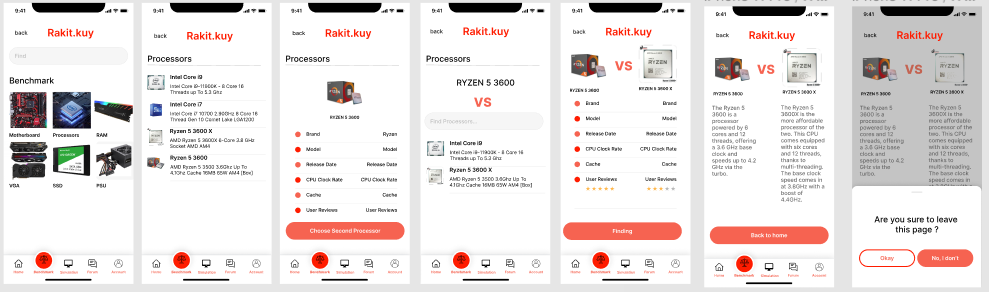 9:41
back
Rakit.kuy
Find
Benchmark
Motherboard
Processors
RAM
VGA
SSD
PSU
Home
Benchmark
Simulation
Forum
Account
9:41
back
Rakit.kuy
Processors
Intel Core i9
Intel Core i9-11900K - 8 Core 16
Threads up To 5.3 Ghz
Intel Core i7
Intel Core i7 10700 2.90GHz 8 Core 16
Thread Gen 10 Comet Lake LGA1200
Ryzen 5 3600 X
AMD Ryzen 5 3600X 6-Core 3.8 GHz
Socket AM4 AMD
Ryzen 5 3600
AMD Ryzen 5 3500 3.6Ghz Up To
4.1Ghz Cache 16MB 65W AM4 [Box]
Home
Benchmark
Simulation
Forum
Account
9:41
back
Rakit.kuy
Processors
RYZEN 5 3600
Brand
Ryzen
Model
Model
Release Date
Release Date
CPU Clock Rate
CPU Clock Rate
Cache
Cache
User Reviews
User Reviews
Choose Second Processor
Home
Benchmark
Simulation
Forum
Account
9:41
back
Rakit.kuy
Processors
RYZEN 5 3600
VS
Find Processors...
Intel Core i9
Intel Core i9-11900K - 8 Core 16
Threads up To 5.3 Ghz
Ryzen 5 3600 X
AMD Ryzen 5 3500 3.6Ghz Up To
4.1Ghz Cache 16MB 65W AM4 [Box]
Home
Benchmark
Simulation
Forum
Account
9:41
back
Rakit.kuy
VS
RYZEN
RYZEN 5 3600
RYZEN 5 3600 X
Brand
Brand
Model
Model
Release Date
Release Date
CPU Clock Rate
CPU Clock Rate
Cache
Cache
User Reviews
User Reviews
Finding
Home
Benchmark
Simulation
Forum
Account
9:41
back
Rakit.kuy
VS
RYZEN
RYZEN 5 3600
RYZEN 5 3600 X
The Ryzen 5
3600 is a
processor
powered by 6
cores and 12
threads, offering
a 3.6 GHz base
clock and
speeds up to 4.2
GHz via the
turbo.
The Ryzen 5
3600X is the
more affordable
processor of the
two. This CPU
comes equipped
with six cores
and 12 threads,
thanks to
multi-threading.
The base clock
speed comes in
at 3.8GHz with a
boost of
4.4GHz.
Back to home
Home
Benchmark
Simulation
Forum
Account
9:41
back
Rakit.kuy
VS
RYZEN
RYZEN 5 3600
RYZEN 5 3600 X
The Ryzen 5
3600 is a
processor
powered by 6
cores and 12
threads, offering
a 3.6 GHz base
clock and
speeds up to 4.2
GHz via the
turbo.
The Ryzen 5
3600X is the
more affordable
processor of the
two. This CPU
comes equipped
with six cores
and 12 threads,
Are you sure to leave
this page ?
Okay
No, I don't